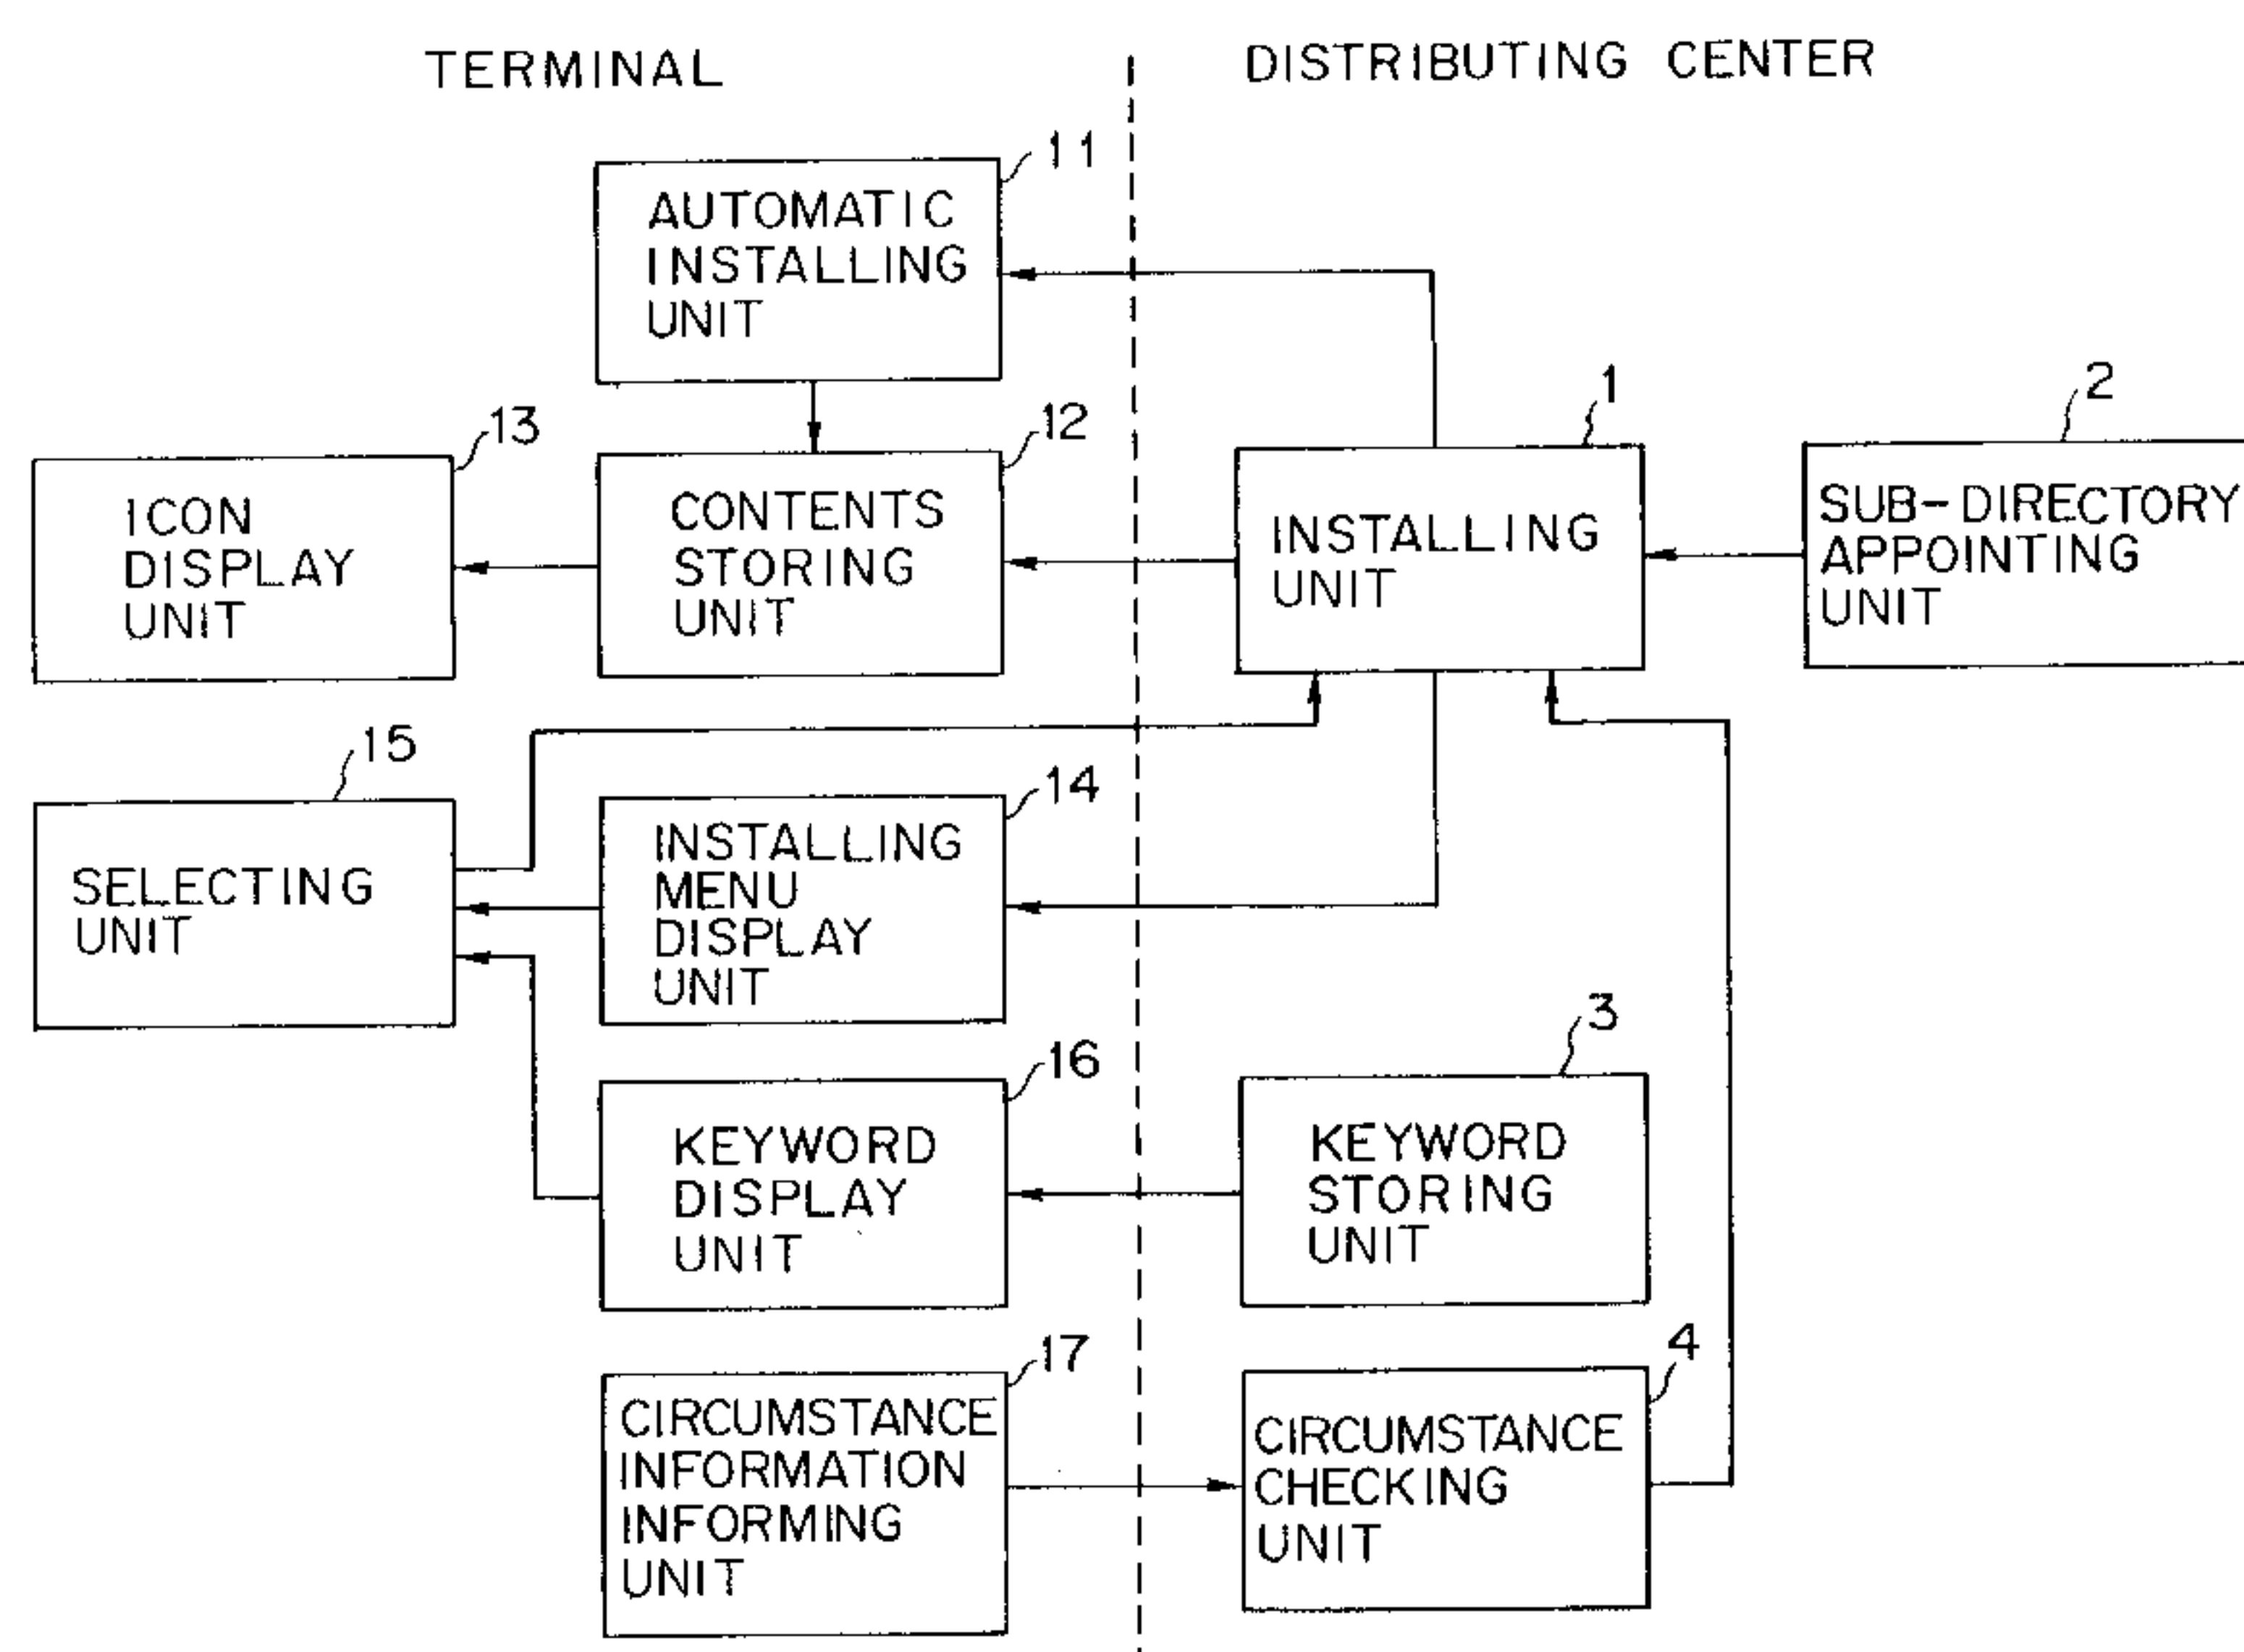 TERMINAL
DISTRIBUTING CENTER
11
AUTOMATIC
INSTALLING
UNIT
1
2
13
12
ICON
DISPLAY
UNIT
CONTENTS
STORING
UNIT
INSTALLING
UNIT
SUB-DIRECTORY
APPOINTING
UNIT
15
14
SELECTING
UNIT
INSTALLING
MENU
DISPLAY
UNIT
16
3
KEYWORD
DISPLAY
UNIT
KEYWORD
STORING
UNIT
17
4
CIRCUMSTANCE
INFORMATION
INFORMING
UNIT
CIRCUMSTANCE
CHECKING
UNIT